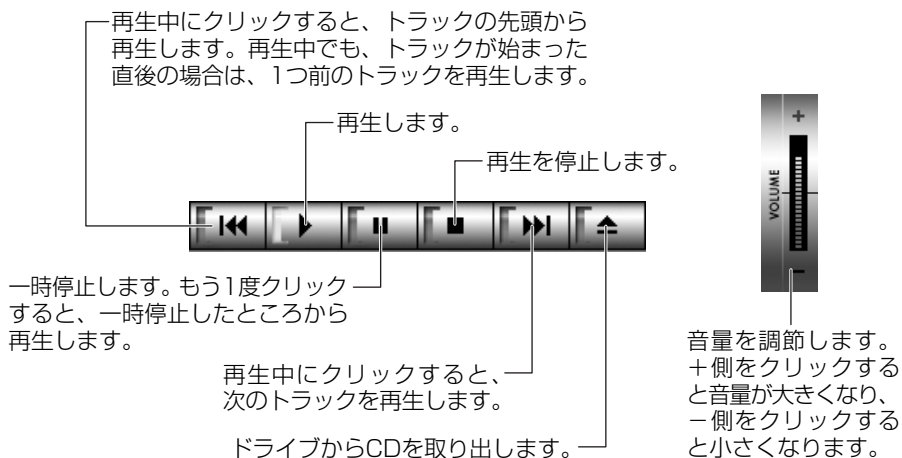 再生中にクリックすると、トラックの先頭から
再生します。再生中でも、トラックが始まった
直後の場合は、1つ前のトラックを再生します。
再生します。
再生を停止します。
一時停止します。もう1度クリック
すると、一時停止したところから
再生します。
再生中にクリックすると、
次のトラックを再生します。
ドライブからCDを取り出します。
+
VOLUME
−
音量を調節します。
＋側をクリックする
と音量が大きくなり、
−側をクリックする
と小さくなります。